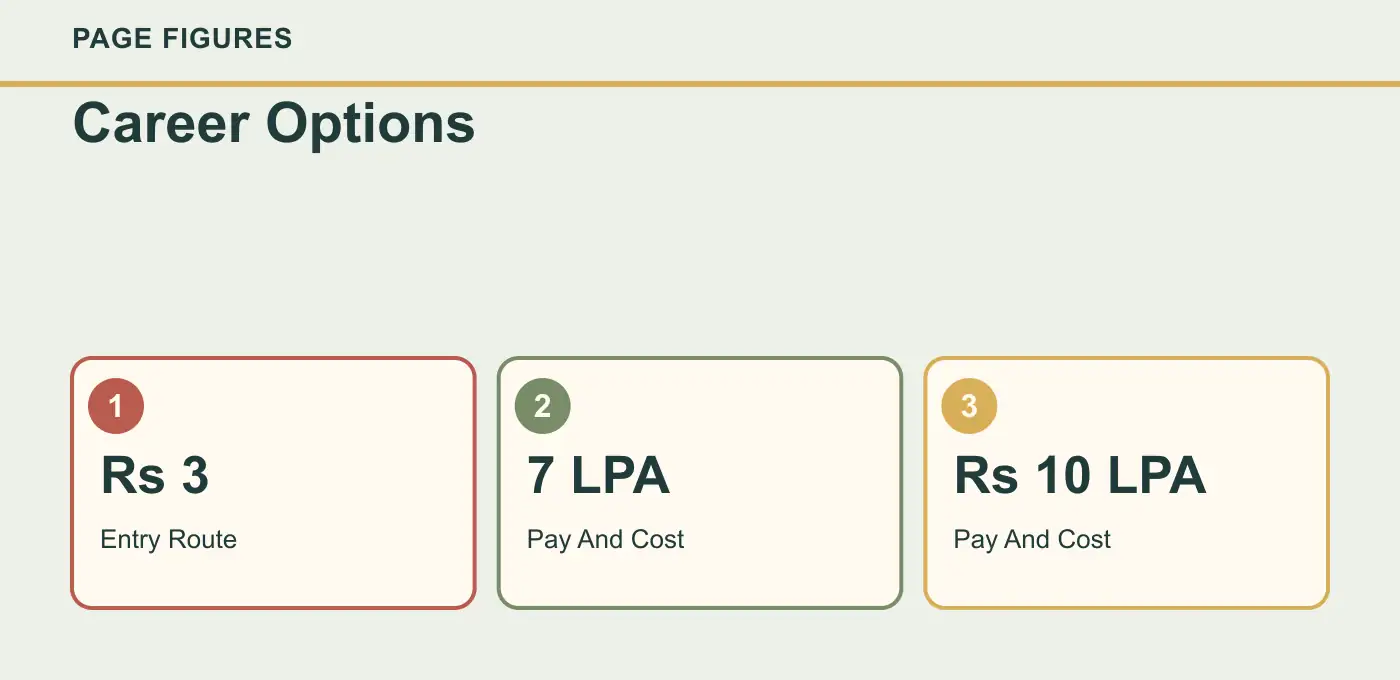 PAGE FIGURES
Career Options
1
Rs 3
Entry Route
2
7 LPA
Pay And Cost
3
Rs 10 LPA
Pay And Cost